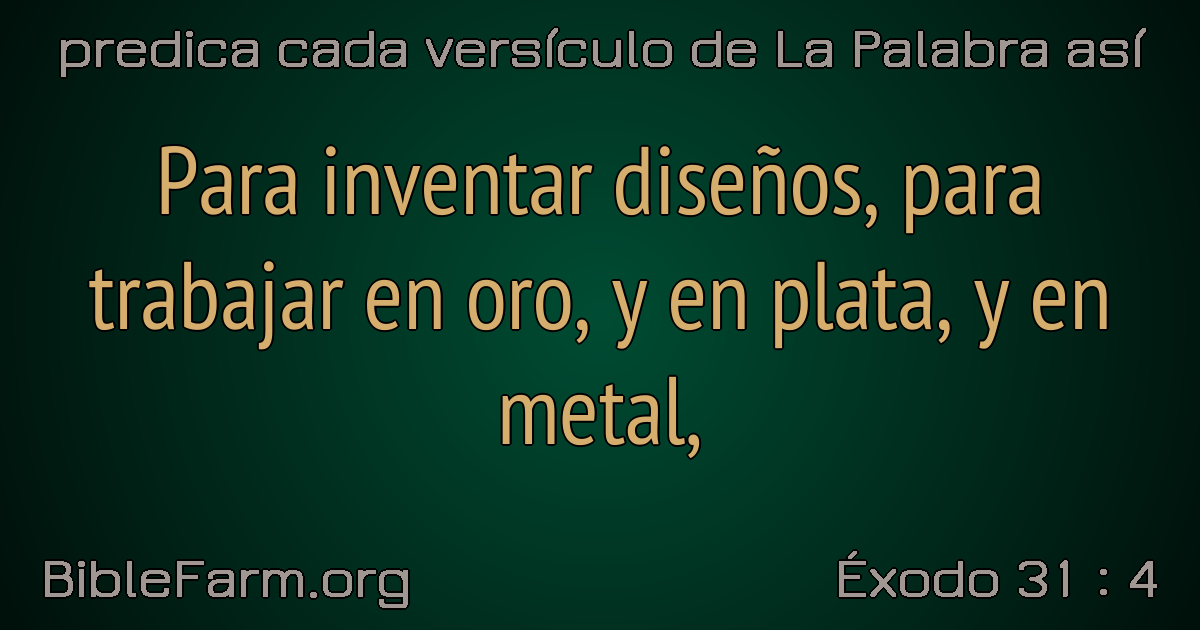 predica cada versículo de La Palabra así
Para inventar diseños, para
trabajar en oro, y en plata, y en
metal,
BibleFarm.org
Éxodo 31 : 4